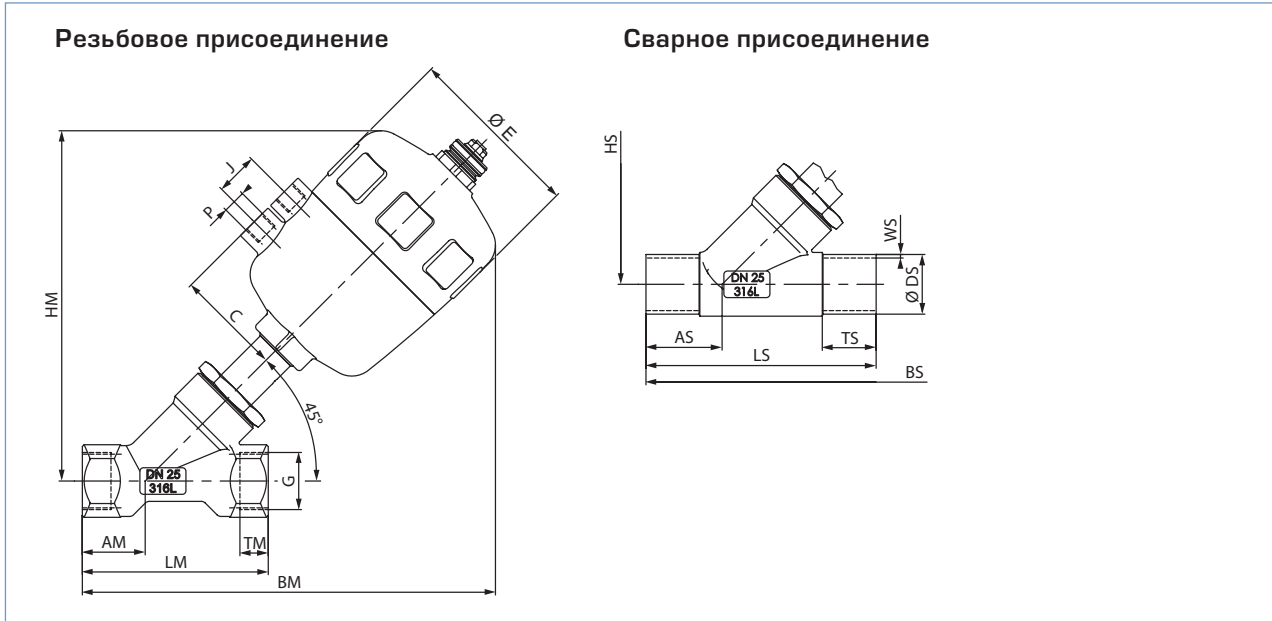 Резьбовое присоединение
Сварное присоединение
Ø E
HS
J
P
WS
HM
DN 25
316L
Ø DS
C
AS
TS
LS
BS
45°
DN 25
316L
G
AM
TM
LM
BM